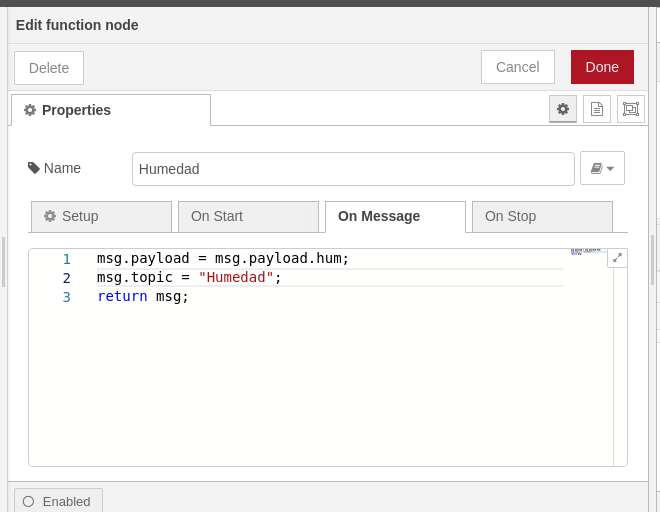 Edit function node
Delete
Cancel
Done
Properties
Name
Humedad
Setup
On Start
On Message
On Stop
1 msg.payload = msg.payload.hum;
2 msg.topic = "Humedad";
3 return msg;
Enabled